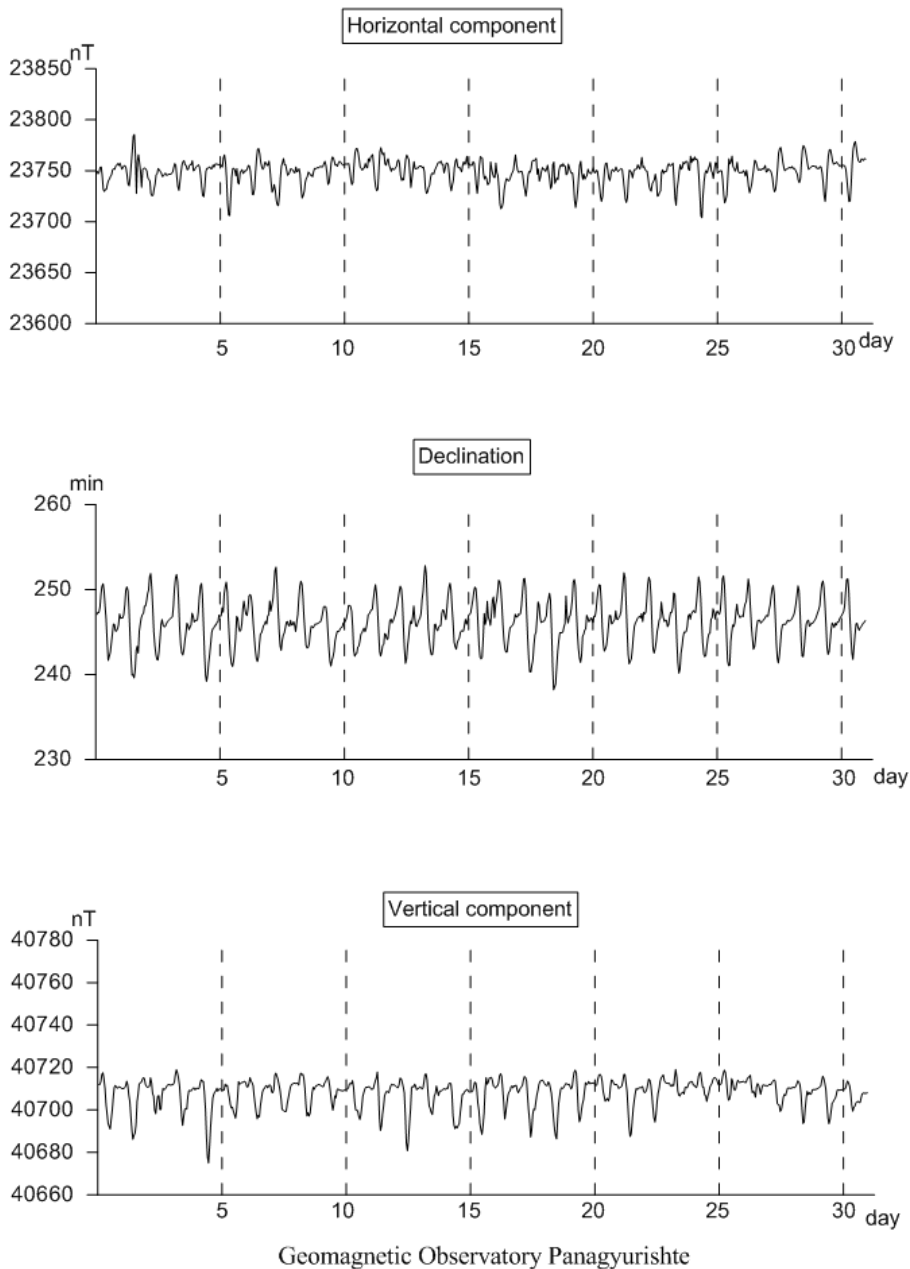 Horizontal component
nT
23850
23800
23750
23700
23650
23600
5 10 15 20 25 30 day
Declination
min
260
250
240
230
5 10 15 20 25 30 day
Vertical component
nT
40780
40760
40740
40720
40700
40680
40660
5 10 15 20 25 30
day
Geomagnetic Observatory Panagyurishte